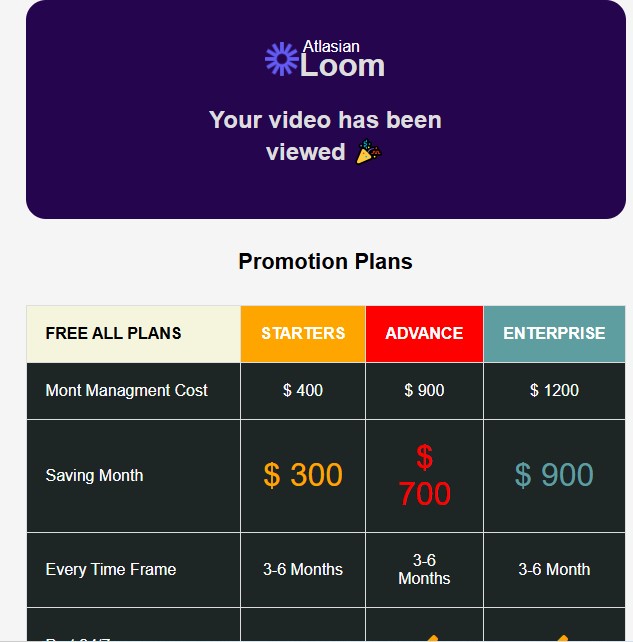 Atlasian
Loom
Your video has been
viewed 🎉
Promotion Plans
FREE ALL PLANS STARTERS ADVANCE ENTERPRISE
Mont Managment Cost $ 400 $ 900 $ 1200
Saving Month $ 300 $ 700 $ 900
Every Time Frame 3-6 Months 3-6 Months 3-6 Month